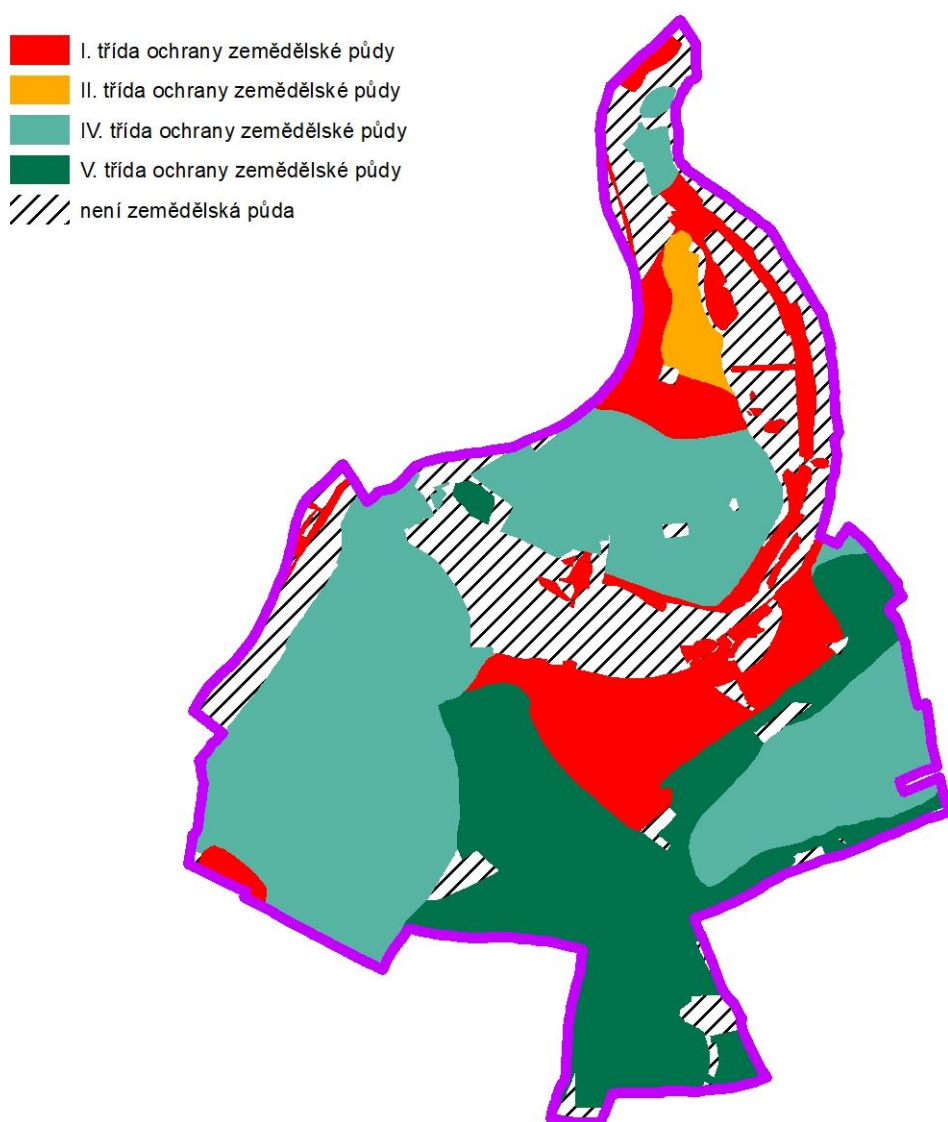 I. třída ochrany zemědělské půdy
II. třída ochrany zemědělské půdy
IV. třída ochrany zemědělské půdy
V. třída ochrany zemědělské půdy
není zemědělská půda